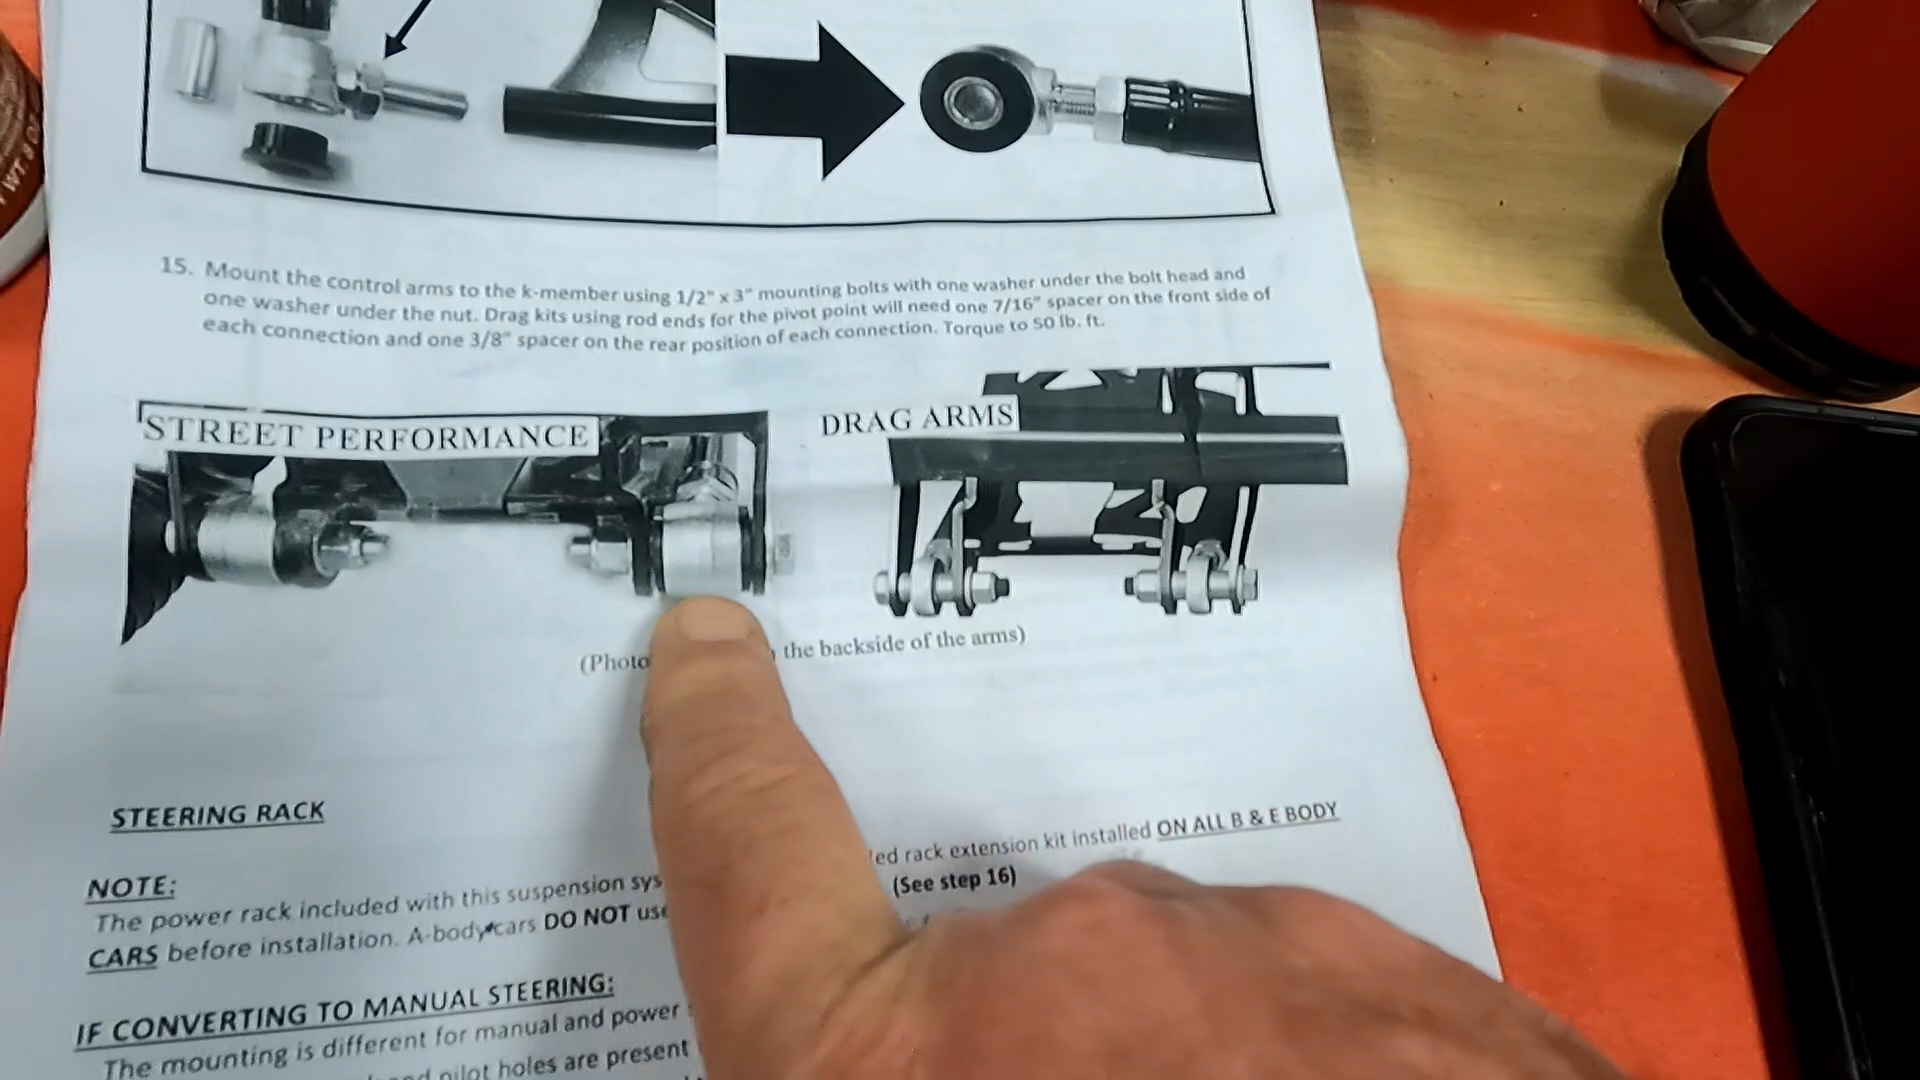 WT 8 OZ
15. Mount the control arms to the k-member using 1/2" x 3" mounting bolts with one washer under the bolt head and
one washer under the nut. Drag kits using rod ends for the pivot point will need one 7/16" spacer on the front side of
each connection and one 3/8" spacer on the rear position of each connection. Torque to 50 lb. ft.
STREET PERFORMANCE
DRAG ARMS
(Photo the backside of the arms)
STEERING RACK
NOTE:
The power rack included with this suspension rack extension kit installed ON ALL B & E BODY
CARS before installation. A-body cars DO NOT (See step 16)
IF CONVERTING TO MANUAL STEERING:
The mounting is different for manual and power
pilot holes are present